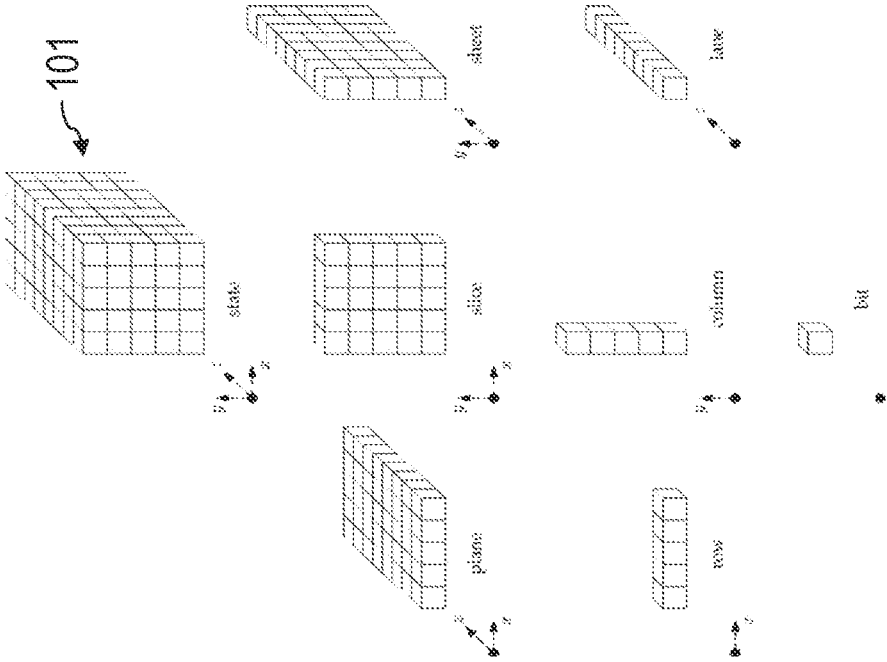 101
y z x
state
z x
plane
y x
slice
y z
sheet
x
row
y
column
z
lane
bit